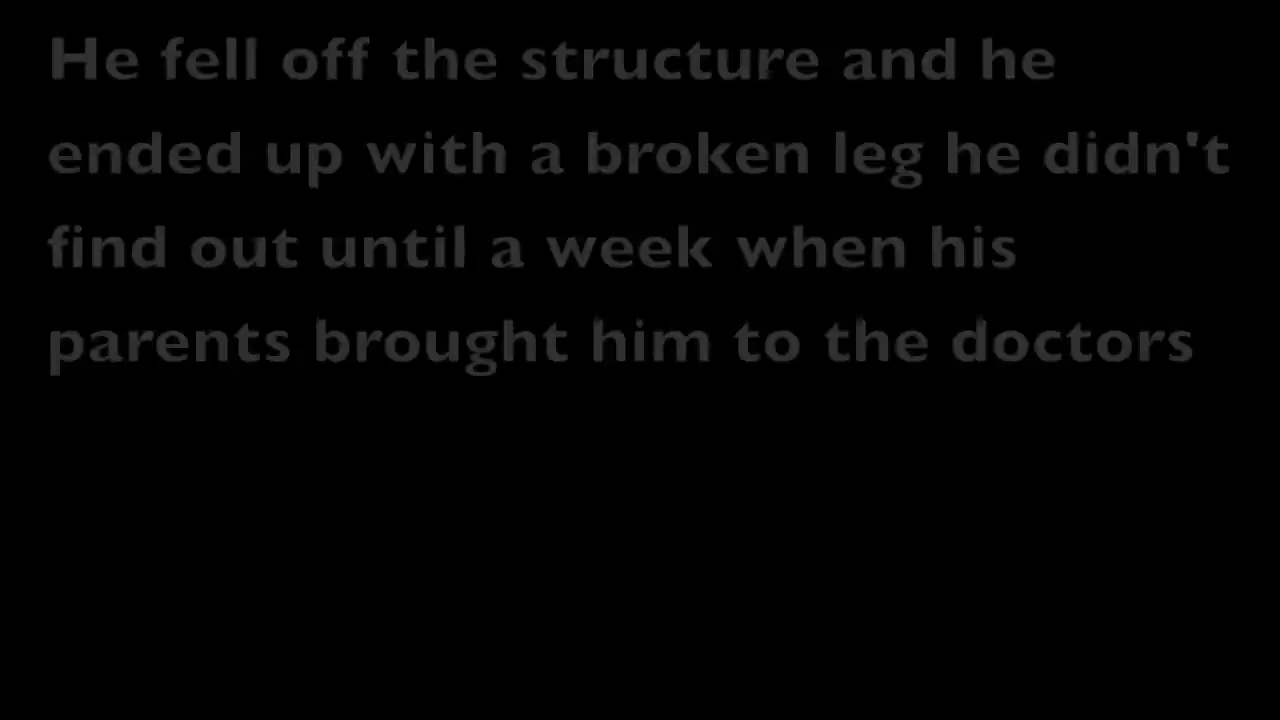 He fell off the structure and he
ended up with a broken leg he didn't
find out until a week when his
parents brought him to the doctors